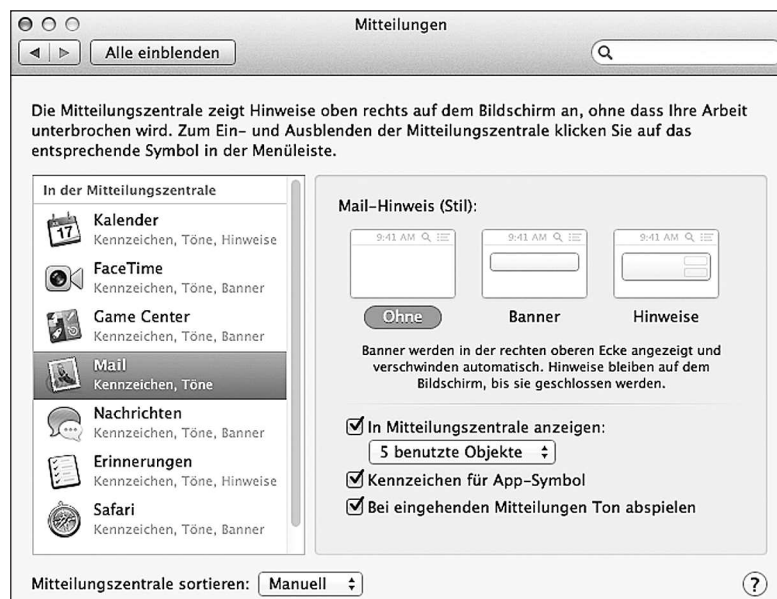 Mitteilungen
Alle einblenden
Die Mitteilungszentrale zeigt Hinweise oben rechts auf dem Bildschirm an, ohne dass Ihre Arbeit
unterbrochen wird. Zum Ein- und Ausblenden der Mitteilungszentrale klicken Sie auf das
entsprechende Symbol in der Menüleiste.
In der Mitteilungszentrale
17
Kalender
Kennzeichen, Töne, Hinweise
FaceTime
Kennzeichen, Töne, Banner
Game Center
Kennzeichen, Töne, Banner
Mail
Kennzeichen, Töne
Nachrichten
Kennzeichen, Töne, Banner
Erinnerungen
Kennzeichen, Töne, Hinweise
Safari
Kennzeichen, Töne, Banner
Mail-Hinweis (Stil):
9:41 AM
9:41 AM
9:41 AM
Ohne
Banner
Hinweise
Banner werden in der rechten oberen Ecke angezeigt und
verschwinden automatisch. Hinweise bleiben auf dem
Bildschirm, bis sie geschlossen werden.
In Mitteilungszentrale anzeigen:
5 benutzte Objekte
Kennzeichen für App-Symbol
Bei eingehenden Mitteilungen Ton abspielen
Mitteilungszentrale sortieren: Manuell
?